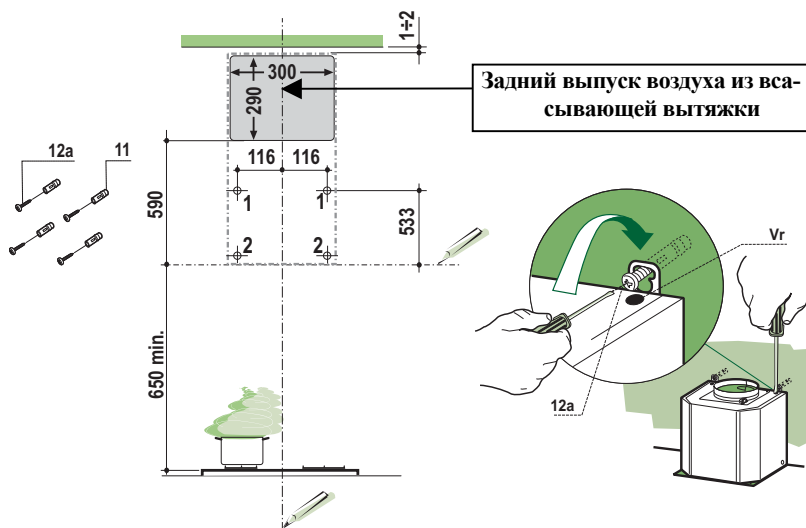 1÷2
300
290
Задний выпуск воздуха из вса-
сывающей вытяжки
12a
11
116
116
590
1
1
533
2
2
Vr
650 min.
12a